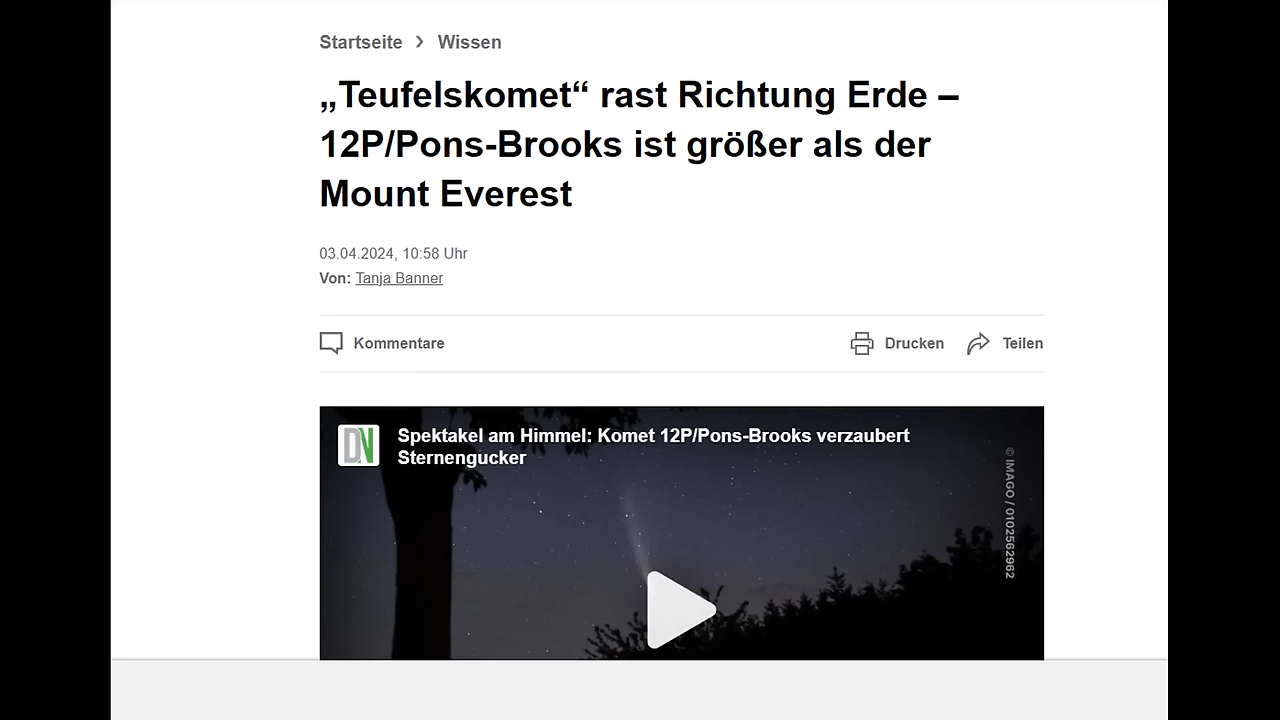 Startseite > Wissen
„Teufelskomet“ rast Richtung Erde –
12P/Pons-Brooks ist größer als der
Mount Everest
03.04.2024, 10:58 Uhr
Von: Tanja Banner
Kommentare
Drucken
Teilen
DN
Spektakel am Himmel: Komet 12P/Pons-Brooks verzaubert
Sternengucker
© IMAGO / 0102562962